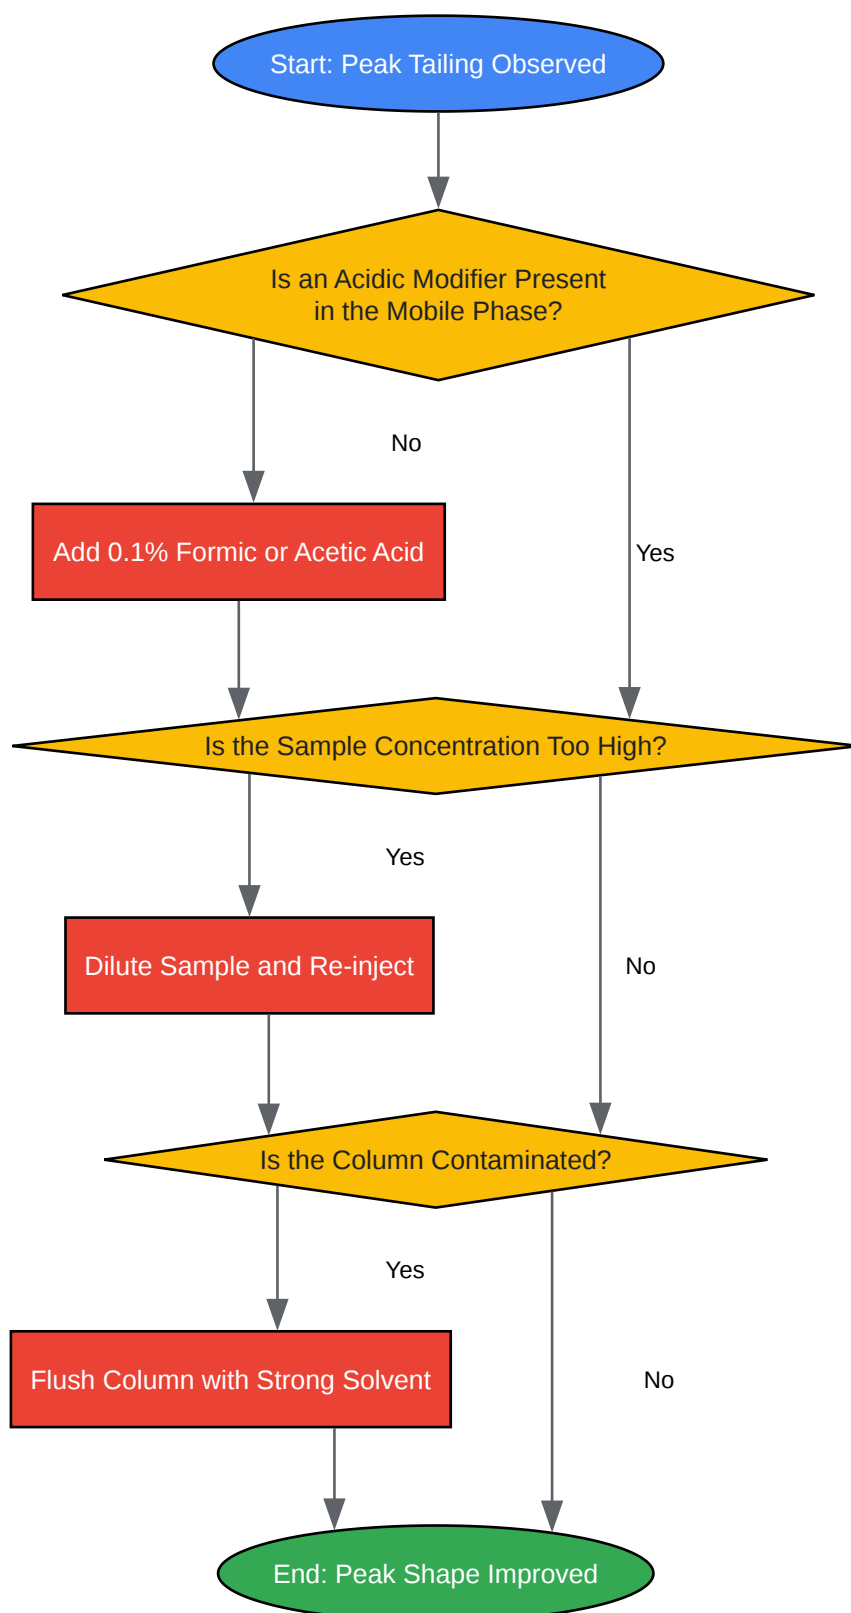 Start: Peak Tailing Observed
Is an Acidic Modifier Present
in the Mobile Phase?
No
Add 0.1% Formic or Acetic Acid
Yes
Is the Sample Concentration Too High?
Yes
Dilute Sample and Re-inject
No
Is the Column Contaminated?
Yes
Flush Column with Strong Solvent
No
End: Peak Shape Improved